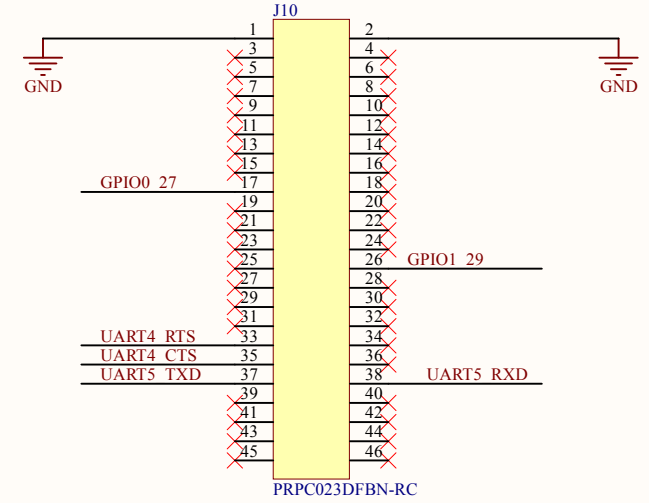 J10
1 2
3 4
GND 5 6 GND
7 8
9 10
11 12
13 14
15 16
GPIO0_27 17 18
19 20
21 22
23 24
25 26 GPIO1_29
27 28
29 30
31 32
UART4_RTS 33 34
UART4_CTS 35 36
UART5_TXD 37 38 UART5_RXD
39 40
41 42
43 44
45 46
PRPC023DFBN-RC